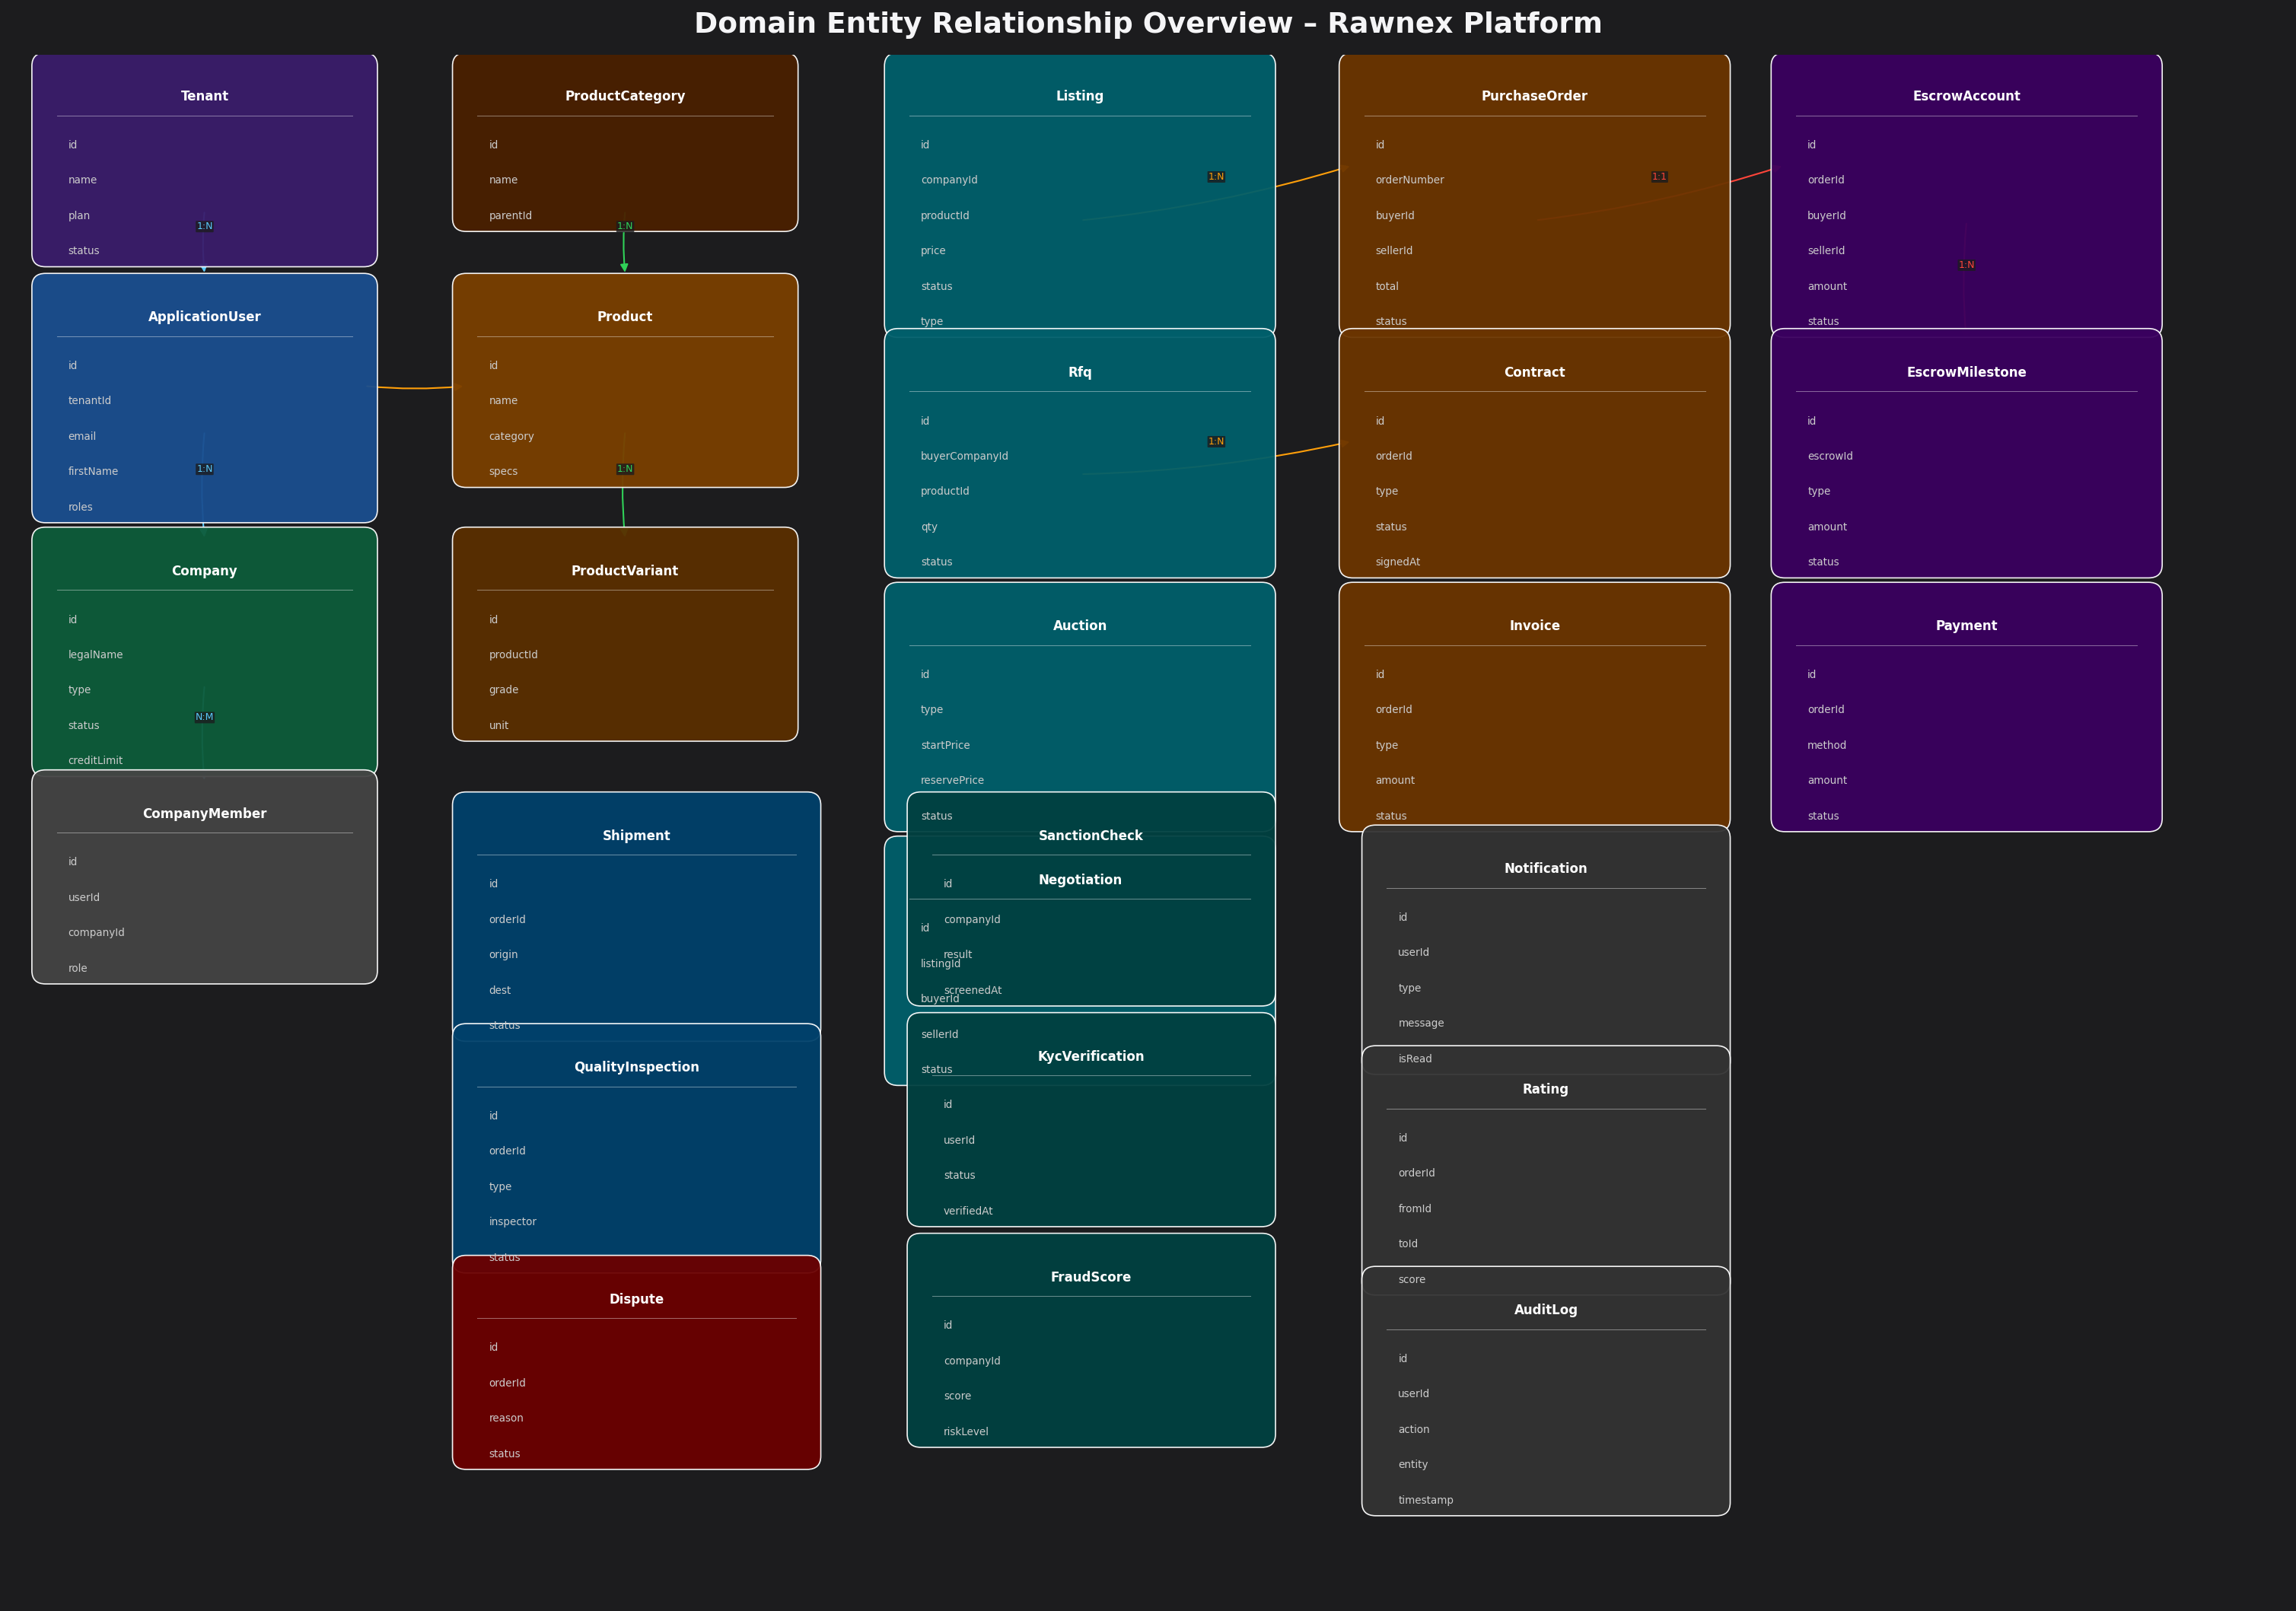 Domain Entity Relationship Overview – Rawnex Platform
Tenant
id
name
plan
1:N
status
ApplicationUser
id
tenantId
email
firstName
1:N
roles
Company
id
legalName
type
status
N:M
creditLimit
CompanyMember
id
userId
companyId
role
ProductCategory
id
name
parentId
1:N
Product
id
name
category
specs
1:N
ProductVariant
id
productId
grade
unit
Shipment
id
orderId
origin
dest
status
QualityInspection
id
orderId
type
inspector
status
Dispute
id
orderId
reason
status
Listing
id
companyId
1:N
productId
price
status
type
Rfq
id
buyerCompanyId
1:N
productId
qty
status
Auction
id
type
startPrice
reservePrice
status
SanctionCheck
id
companyId
result
screenedAt
Negotiation
id
listingId
buyerId
sellerId
status
KycVerification
id
userId
status
verifiedAt
FraudScore
id
companyId
score
riskLevel
PurchaseOrder
id
orderNumber
1:1
buyerId
sellerId
total
status
Contract
id
orderId
type
status
signedAt
Invoice
id
orderId
type
amount
status
Notification
id
userId
type
message
isRead
Rating
id
orderId
fromId
toId
score
AuditLog
id
userId
action
entity
timestamp
EscrowAccount
id
orderId
buyerId
sellerId
1:N
amount
status
EscrowMilestone
id
escrowId
type
amount
status
Payment
id
orderId
method
amount
status